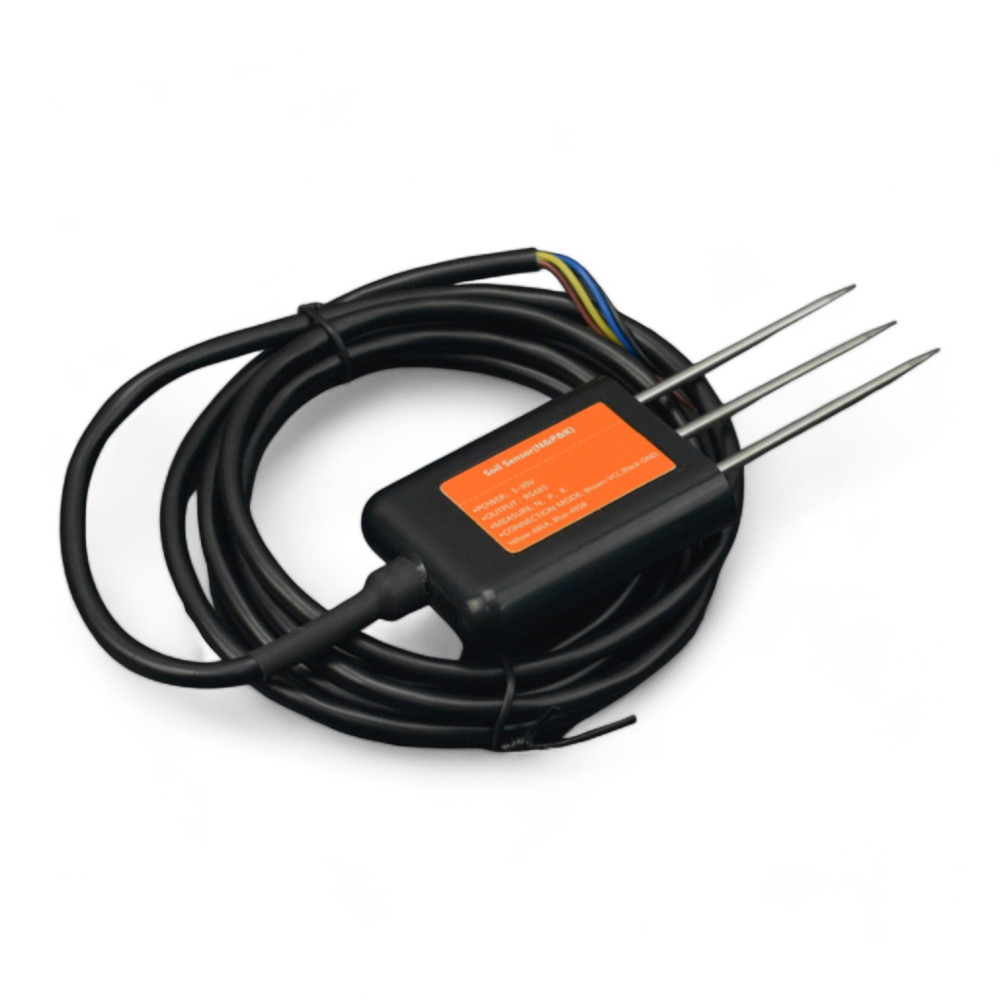 Soil Sensor(N&P&K)
•POWER: 5-30V
•OUTPUT: RS485
•MEASURE: N, P, K
•CONNECTION MODE: Brown-VCC,Black-GND,
Yellow-485A, Blue-485B